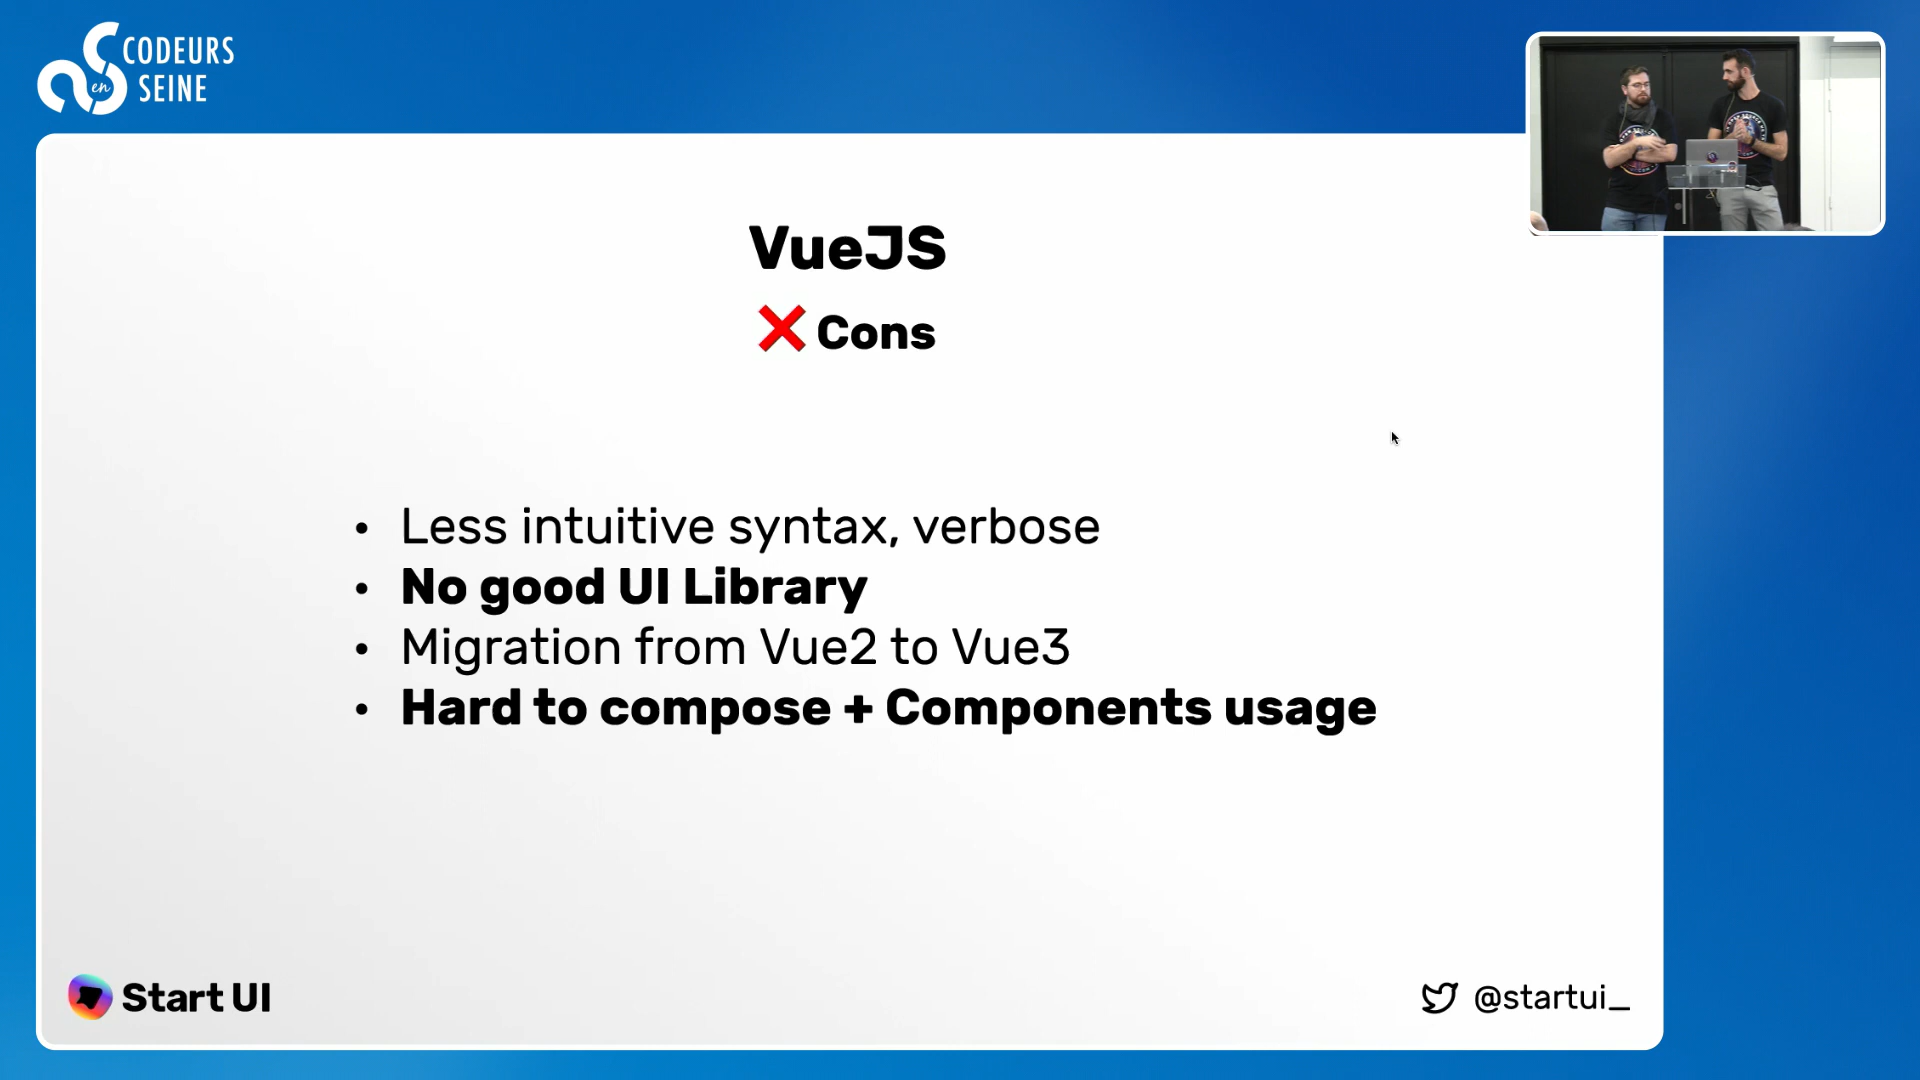 CODEURS
en
SEINE
VueJS
❌ Cons
• Less intuitive syntax, verbose
• No good UI Library
• Migration from Vue2 to Vue3
• Hard to compose + Components usage
Start UI
@startui_